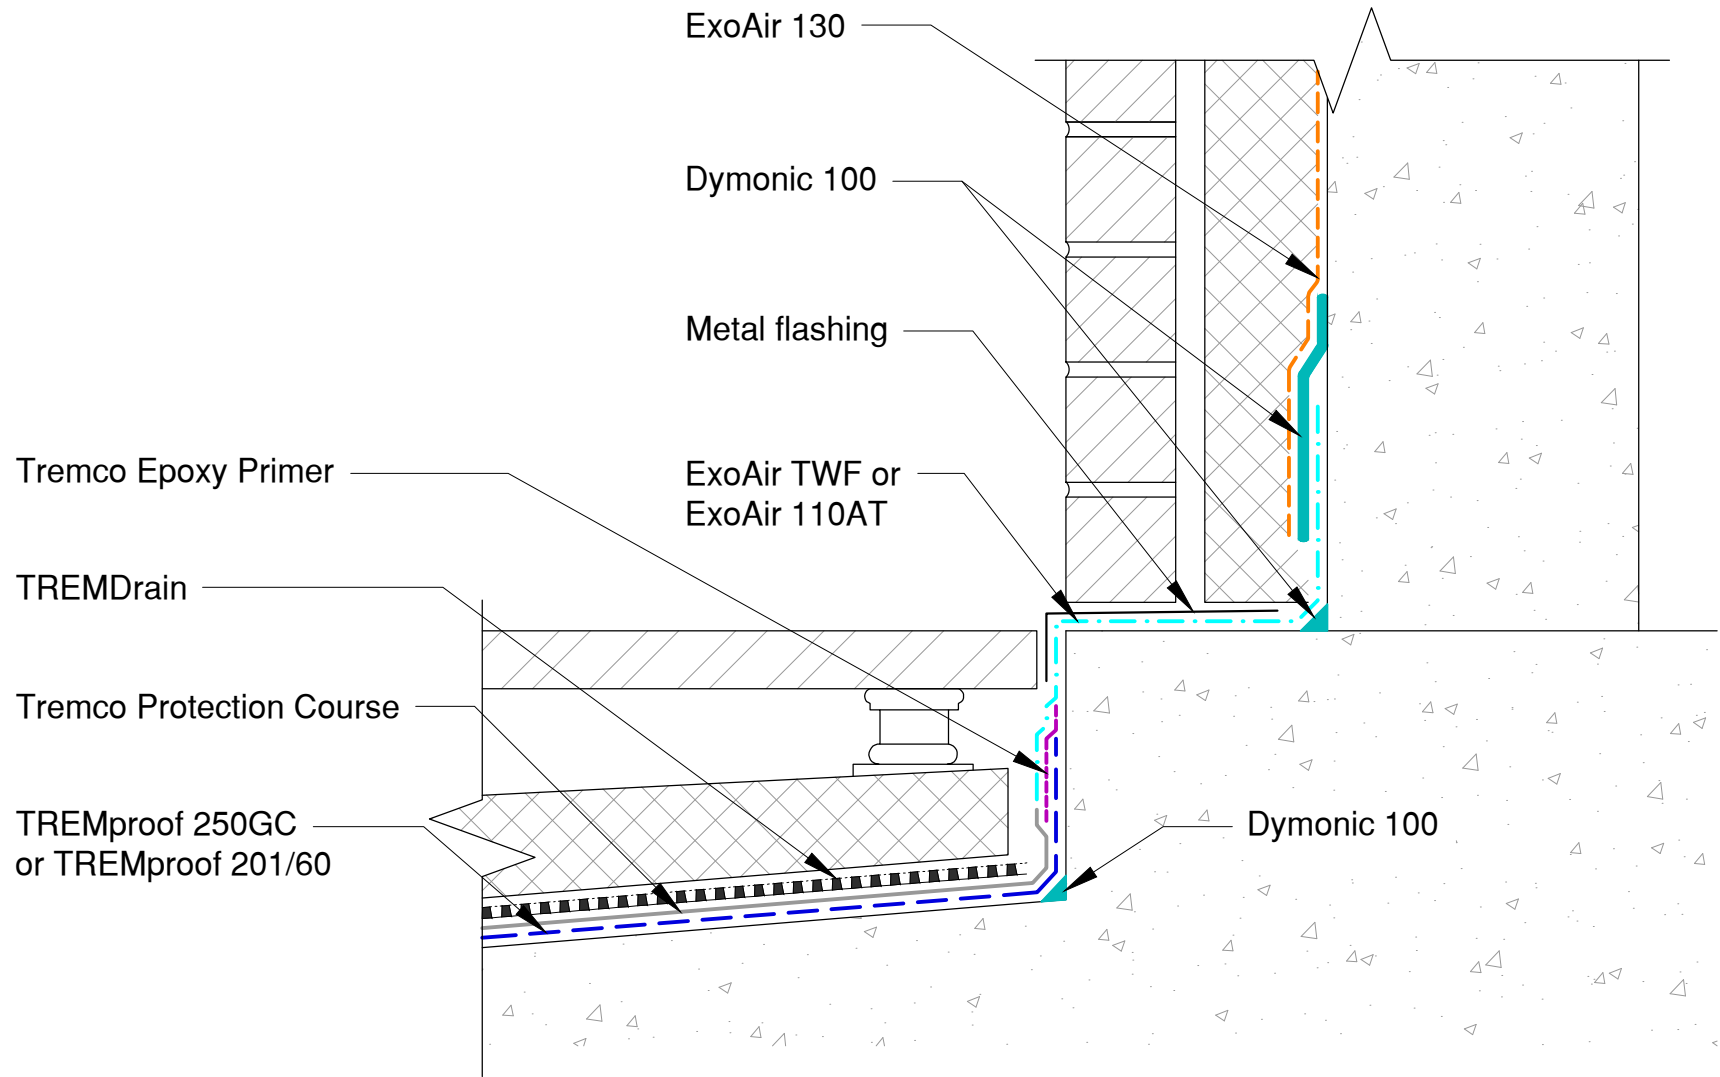 ExoAir 130
Dymonic 100
Metal flashing
Tremco Epoxy Primer
ExoAir TWF or
ExoAir 110AT
TREMDrain
Tremco Protection Course
TREMproof 250GC
or TREMproof 201/60
Dymonic 100